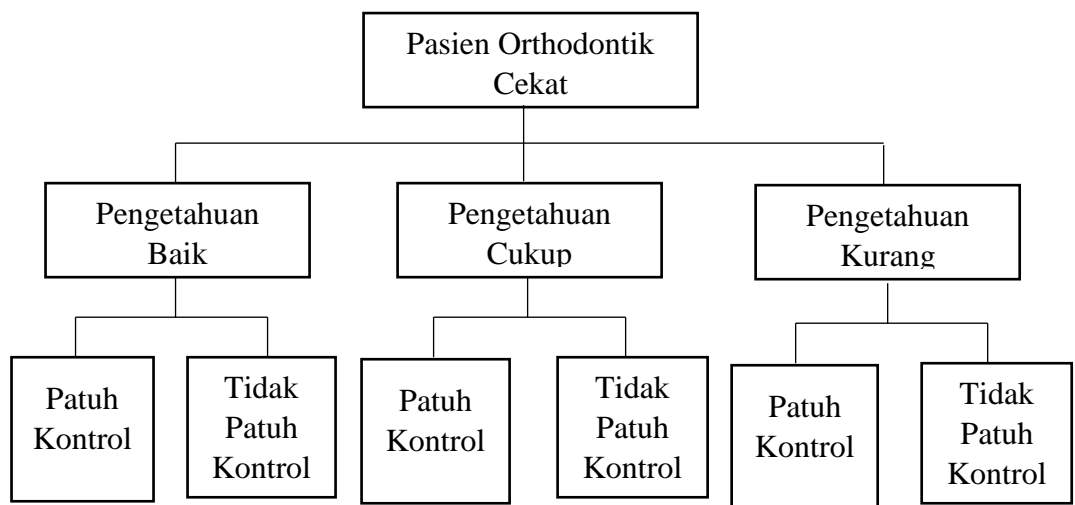 Pasien Orthodontik
Cekat
Pengetahuan
Baik
Pengetahuan
Cukup
Pengetahuan
Kurang
Patuh
Kontrol
Tidak
Patuh
Kontrol
Patuh
Kontrol
Tidak
Patuh
Kontrol
Patuh
Kontrol
Tidak
Patuh
Kontrol